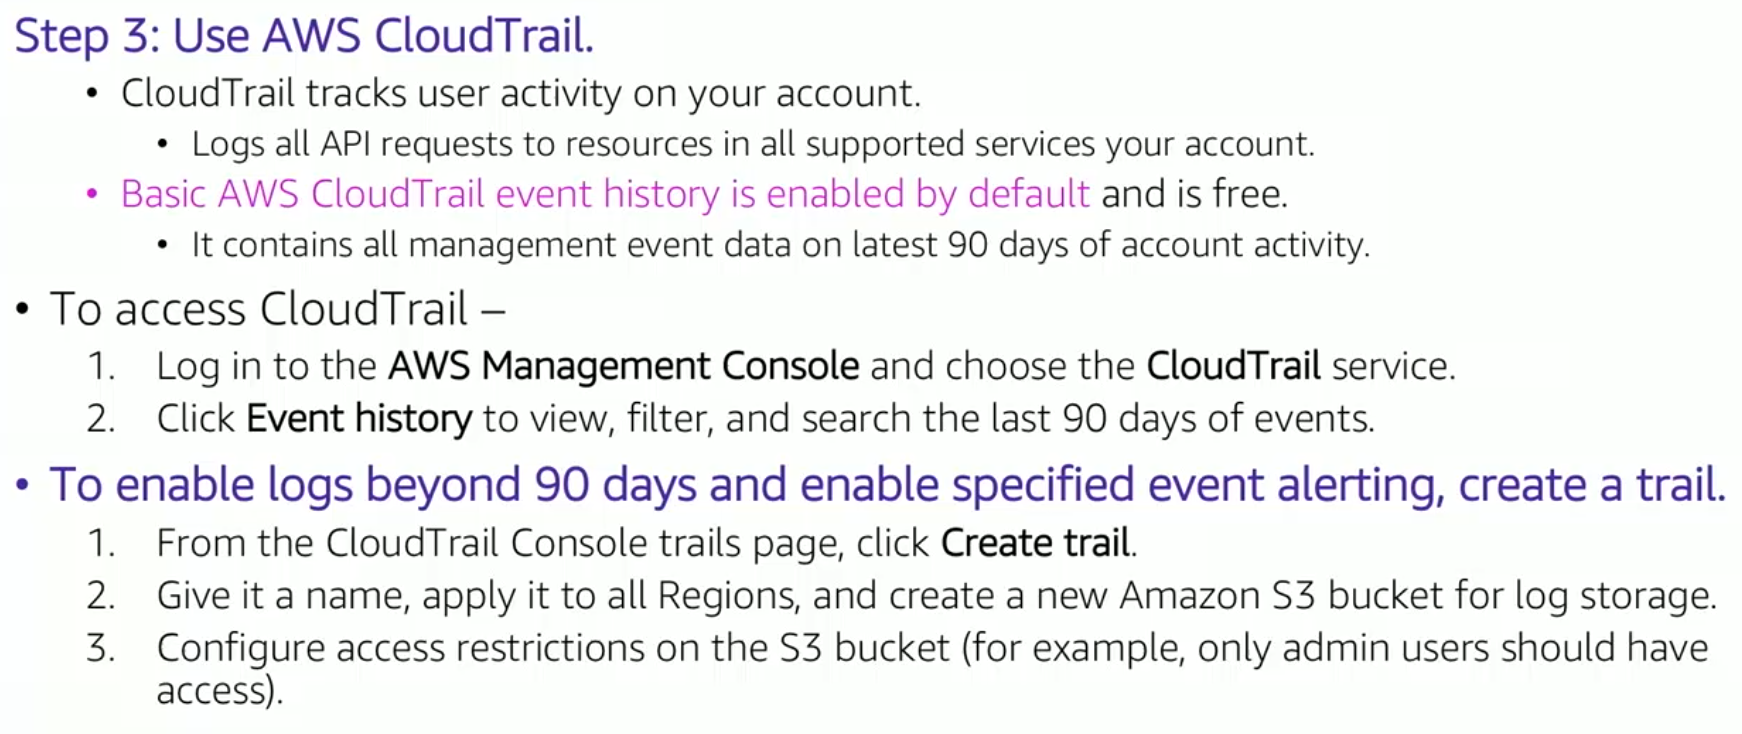 Step 3: Use AWS CloudTrail.
• CloudTrail tracks user activity on your account.
• Logs all API requests to resources in all supported services your account.
• Basic AWS CloudTrail event history is enabled by default and is free.
• It contains all management event data on latest 90 days of account activity.
• To access CloudTrail –
1. Log in to the AWS Management Console and choose the CloudTrail service.
2. Click Event history to view, filter, and search the last 90 days of events.
• To enable logs beyond 90 days and enable specified event alerting, create a trail.
1. From the CloudTrail Console trails page, click Create trail.
2. Give it a name, apply it to all Regions, and create a new Amazon S3 bucket for log storage.
3. Configure access restrictions on the S3 bucket (for example, only admin users should have
access).